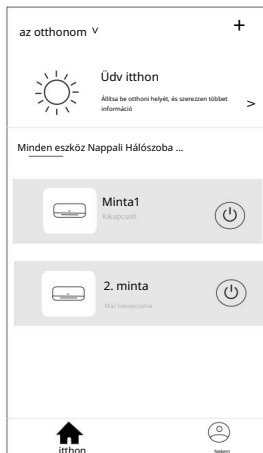 az otthonom ˅ +
Üdv itthon
Állítsa be otthoni helyét, és szerezzen többet
információ
>
Minden eszköz Nappali Hálószoba ...
Minta1
Kikapcsolt
2. minta
Már bekapcsolva
itthon
Nekem